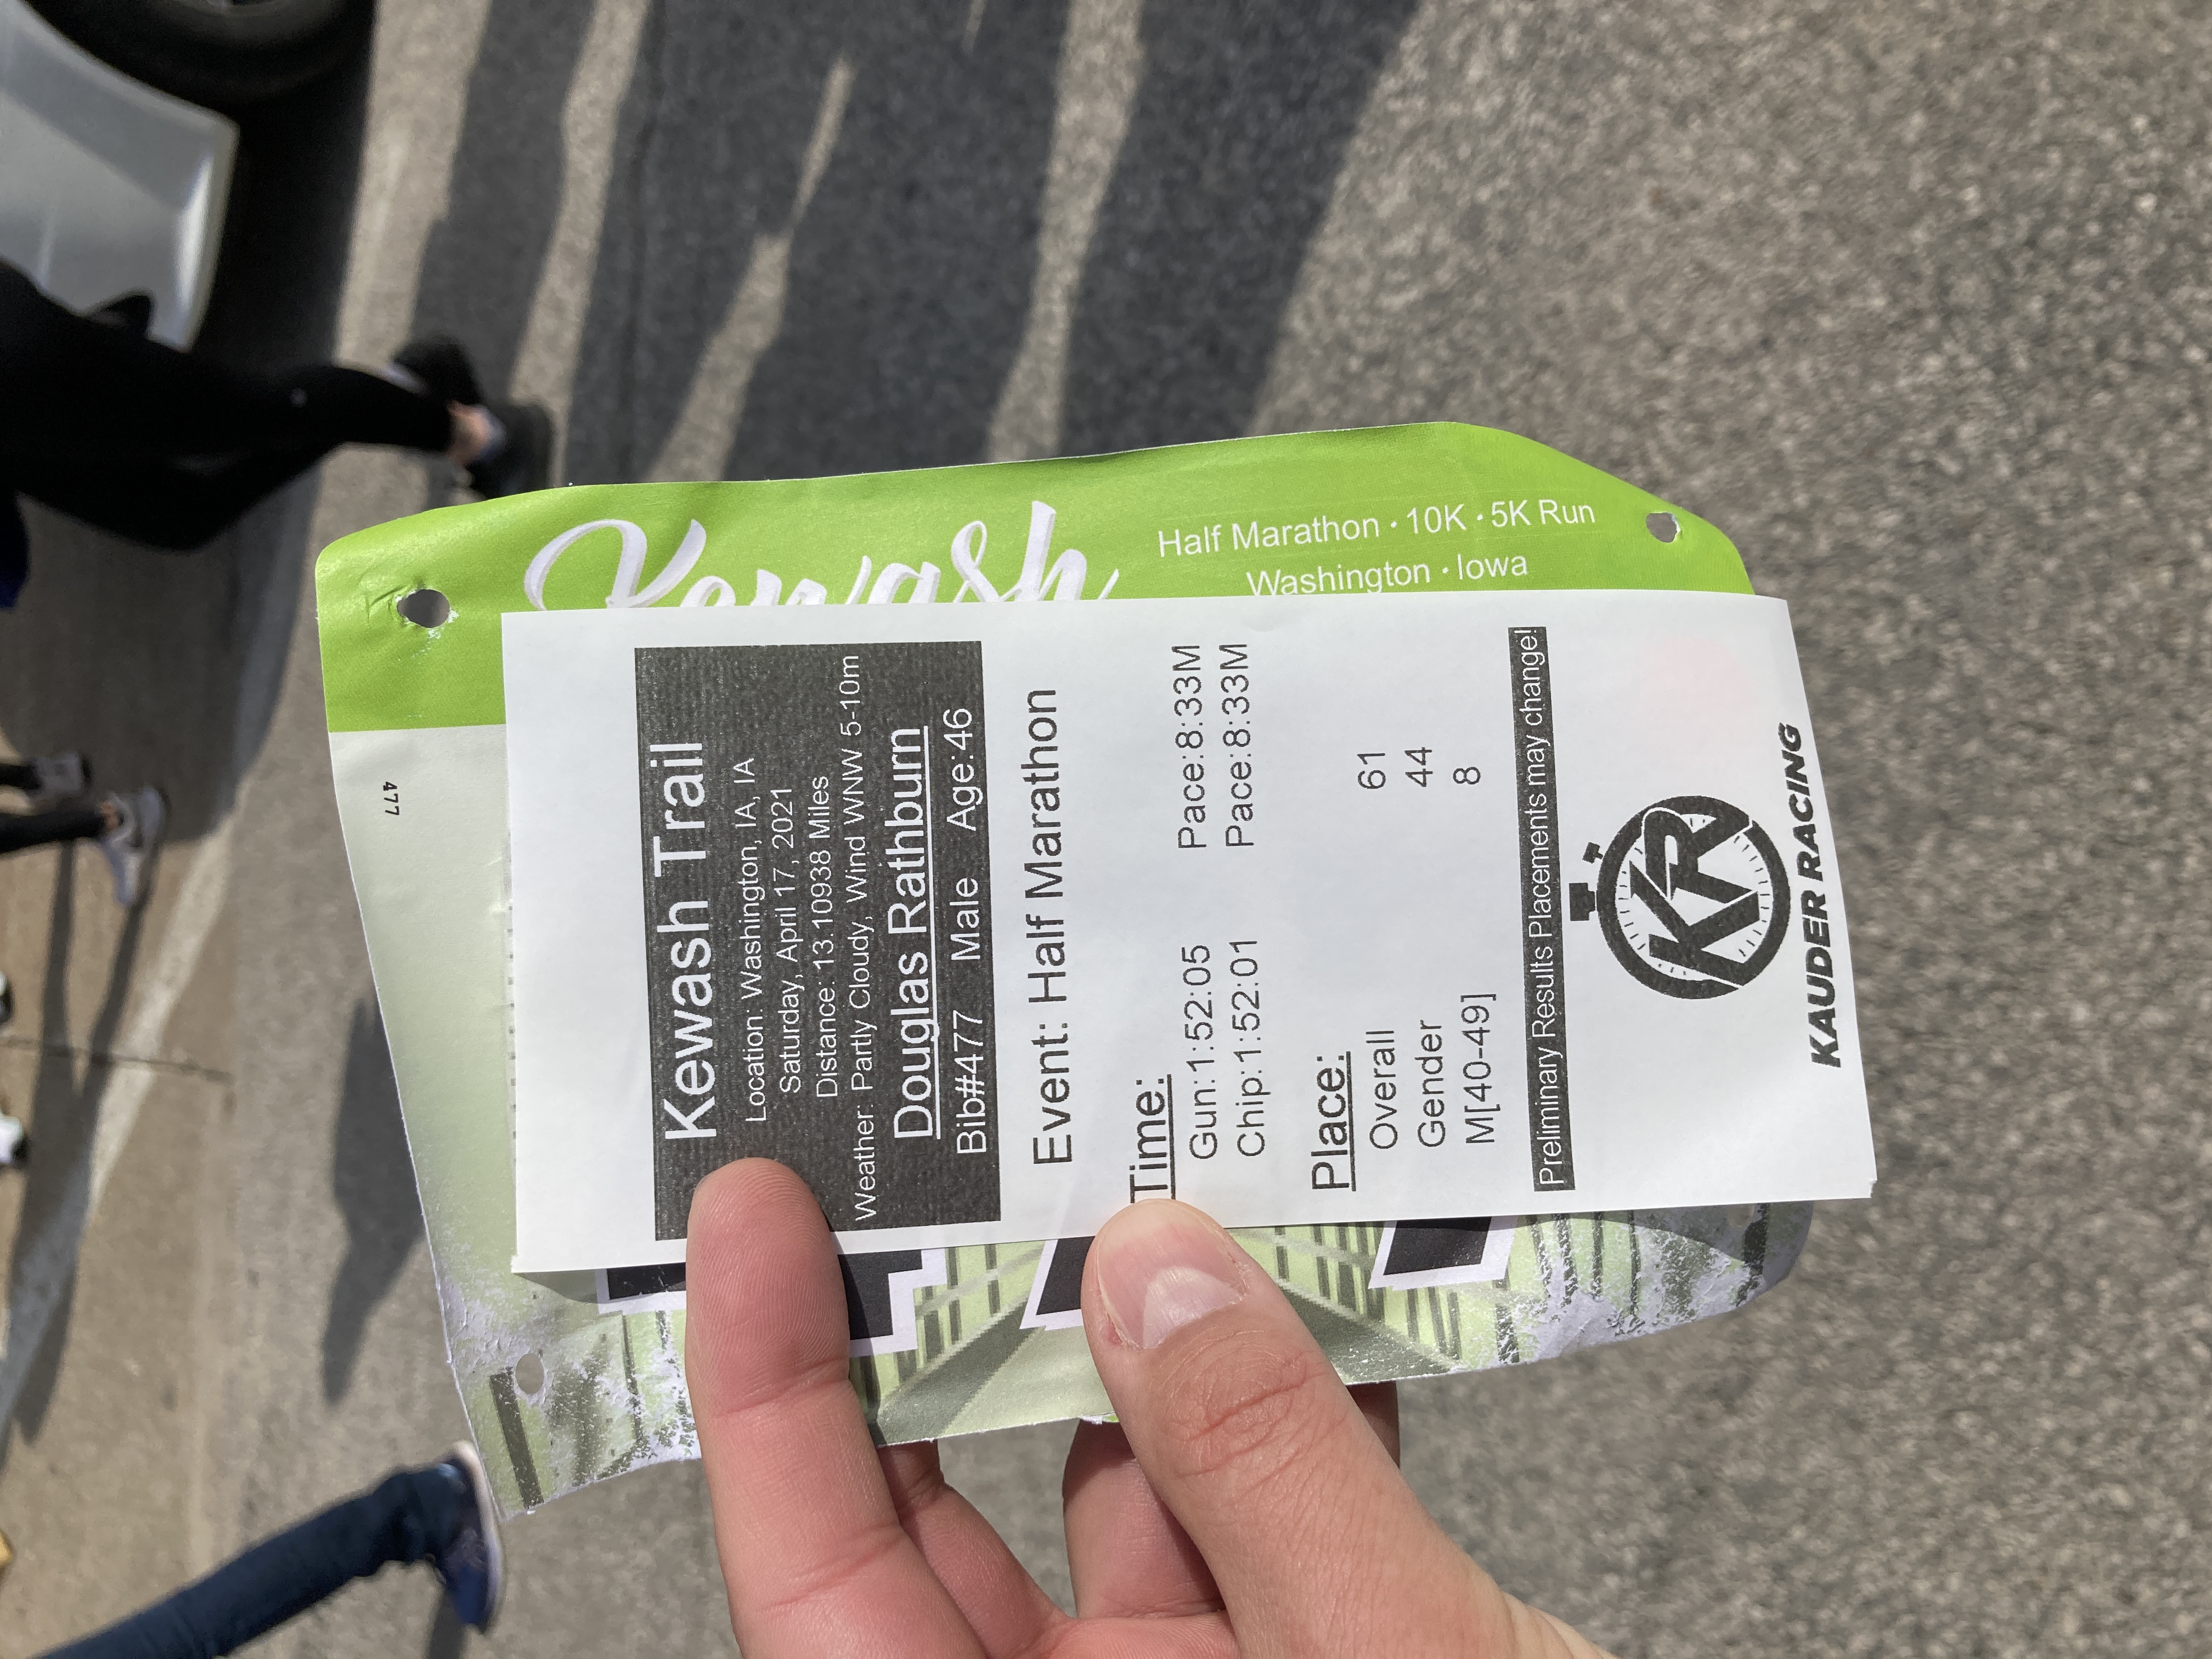 Kewash
Half Marathon · 10K · 5K Run
Washington · Iowa
477
Kewash Trail
Location: Washington, IA, IA
Saturday, April 17, 2021
Distance: 13.10938 Miles
Weather: Partly Cloudy, Wind WNW 5-10m
Douglas Rathburn
Bib#477 Male Age:46
Event: Half Marathon
Time:
Gun:1:52:05 Pace:8:33M
Chip:1:52:01 Pace:8:33M
Place:
Overall 61
Gender 44
M[40-49] 8
Preliminary Results Placements may change!
KR
KAUDER RACING